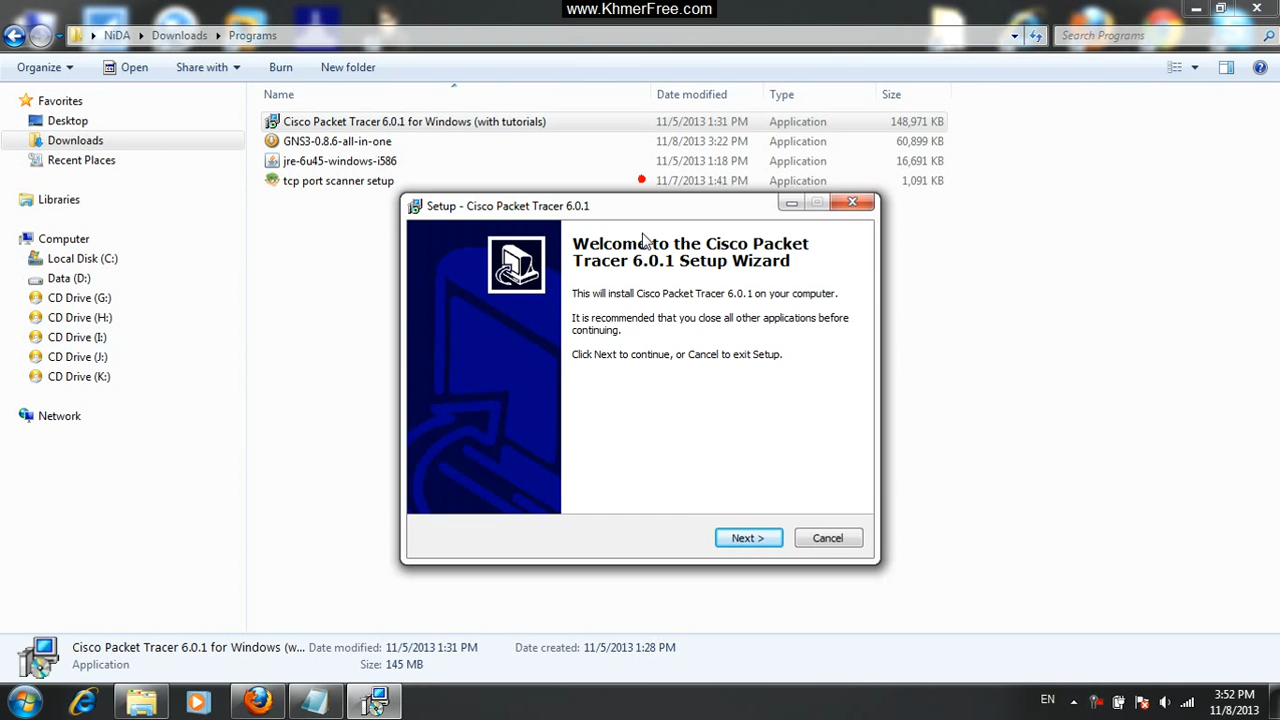 www.KhmerFree.com
NiDA Downloads Programs
Search Programs
Organize Open Share with Burn New folder
Name Date modified Type Size
Favorites
Desktop
Downloads
Recent Places
Libraries
Computer
Local Disk (C:)
Data (D:)
CD Drive (G:)
CD Drive (H:)
CD Drive (I:)
CD Drive (J:)
CD Drive (K:)
Network
Cisco Packet Tracer 6.0.1 for Windows (with tutorials) 11/5/2013 1:31 PM Application 148,971 KB
GNS3-0.8.6-all-in-one 11/8/2013 3:22 PM Application 60,899 KB
jre-6u45-windows-i586 11/5/2013 1:18 PM Application 16,691 KB
tcp port scanner setup 11/7/2013 1:41 PM Application 1,091 KB
Setup - Cisco Packet Tracer 6.0.1
Welcome to the Cisco Packet
Tracer 6.0.1 Setup Wizard
This will install Cisco Packet Tracer 6.0.1 on your computer.
It is recommended that you close all other applications before
continuing.
Click Next to continue, or Cancel to exit Setup.
Next > Cancel
Cisco Packet Tracer 6.0.1 for Windows (w... Date modified: 11/5/2013 1:31 PM Date created: 11/5/2013 1:28 PM
Application Size: 145 MB
EN
3:52 PM
11/8/2013